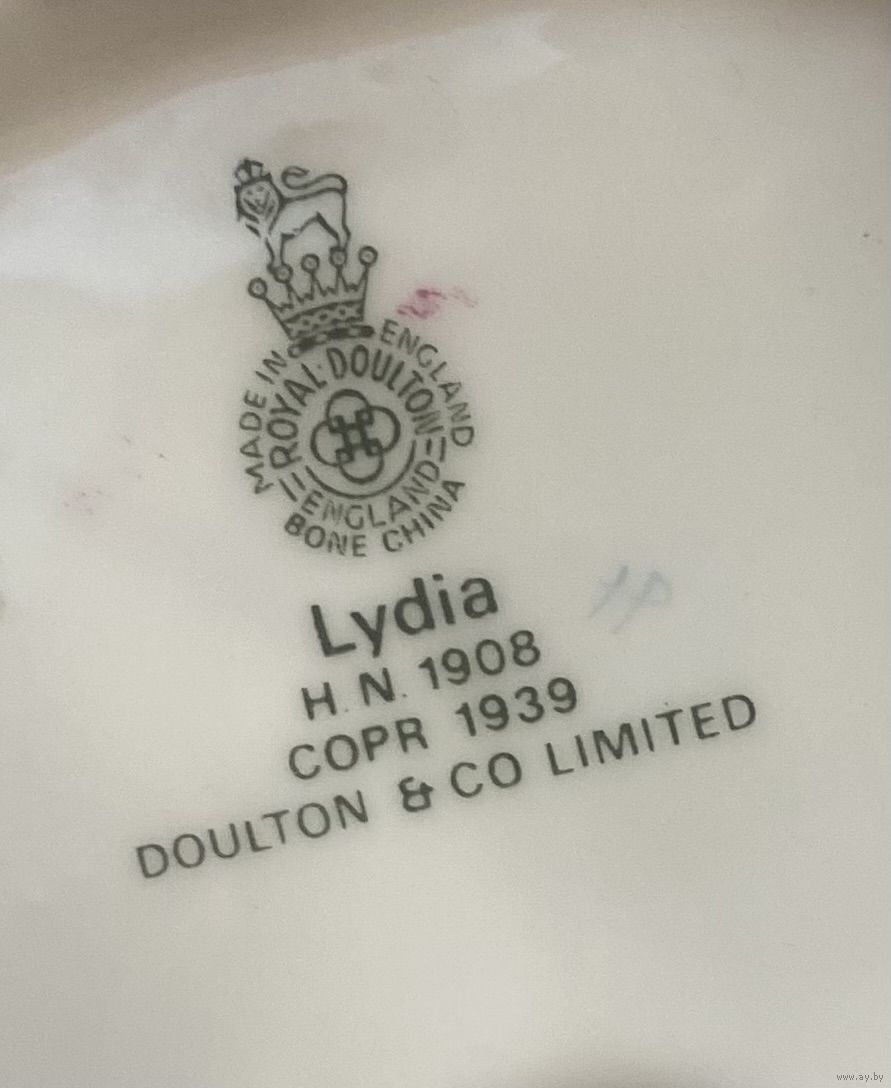 MADE IN ENGLAND
ROYAL·DOULTON
ENGLAND
BONE CHINA
Lydia
H.N. 1908
COPR 1939
DOULTON & CO LIMITED
www.ay.by